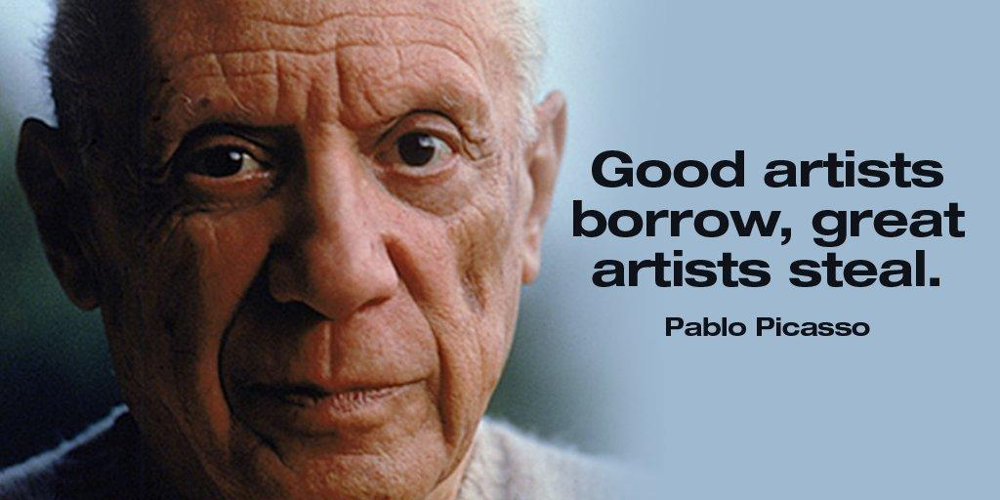 Good artists
borrow, great
artists steal.
Pablo Picasso